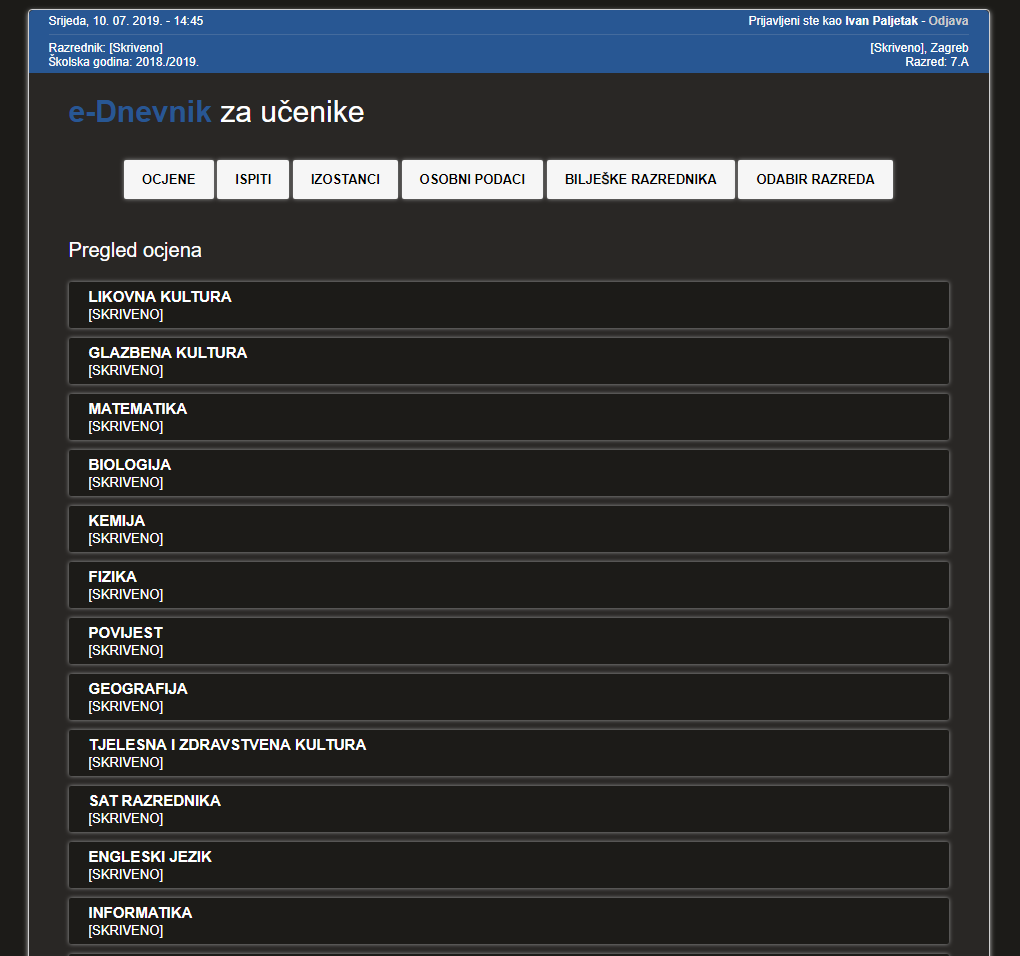 Srijeda, 10. 07. 2019. - 14:45
Prijavljeni ste kao Ivan Paljetak - Odjava
Razrednik: [Skriveno]
[Skriveno], Zagreb
Školska godina: 2018./2019.
Razred: 7.A
e-Dnevnik za učenike
OCJENE
ISPITI
IZOSTANCI
OSOBNI PODACI
BILJEŠKE RAZREDNIKA
ODABIR RAZREDA
Pregled ocjena
LIKOVNA KULTURA
[SKRIVENO]
GLAZBENA KULTURA
[SKRIVENO]
MATEMATIKA
[SKRIVENO]
BIOLOGIJA
[SKRIVENO]
KEMIJA
[SKRIVENO]
FIZIKA
[SKRIVENO]
POVIJEST
[SKRIVENO]
GEOGRAFIJA
[SKRIVENO]
TJELESNA I ZDRAVSTVENA KULTURA
[SKRIVENO]
SAT RAZREDNIKA
[SKRIVENO]
ENGLESKI JEZIK
[SKRIVENO]
INFORMATIKA
[SKRIVENO]